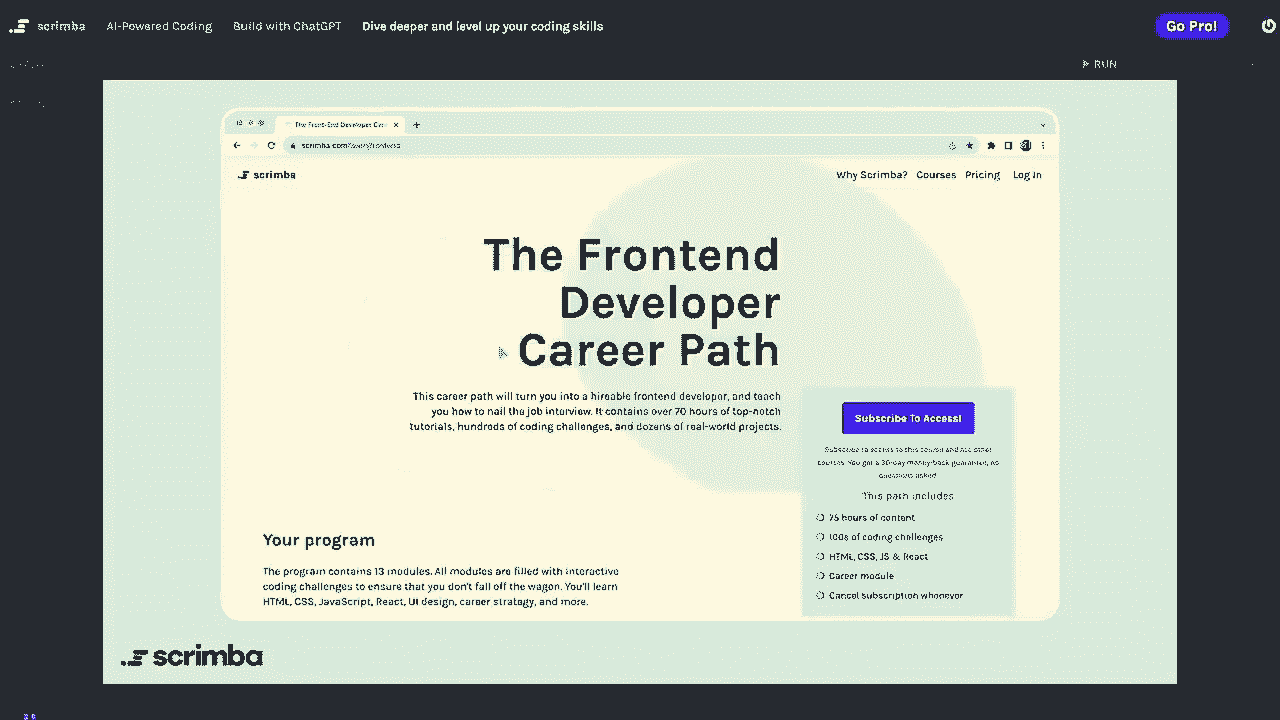 scrimba AI-Powered Coding Build with ChatGPT Dive deeper and level up your coding skills Go Pro!
RUN
The Front-End Developer
scrimba Why Scrimba? Courses Pricing Log in
The Frontend
Developer
Career Path
This career path will turn you into a hireable frontend developer, and teach
you how to nail the job interview. It contains over 70 hours of top-notch
tutorials, hundreds of coding challenges, and dozens of real-world projects.
Subscribe To Access!
Subscribe to access to this course and all other
courses. You get a 30-day money-back guarantee, no
questions asked
This path includes
75 hours of content
100s of coding challenges
HTML, CSS, JS & React
Career module
Cancel subscription whenever
Your program
The program contains 13 modules. All modules are filled with interactive
coding challenges to ensure that you don't fall off the wagon. You'll learn
HTML, CSS, JavaScript, React, UI design, career strategy, and more.
scrimba